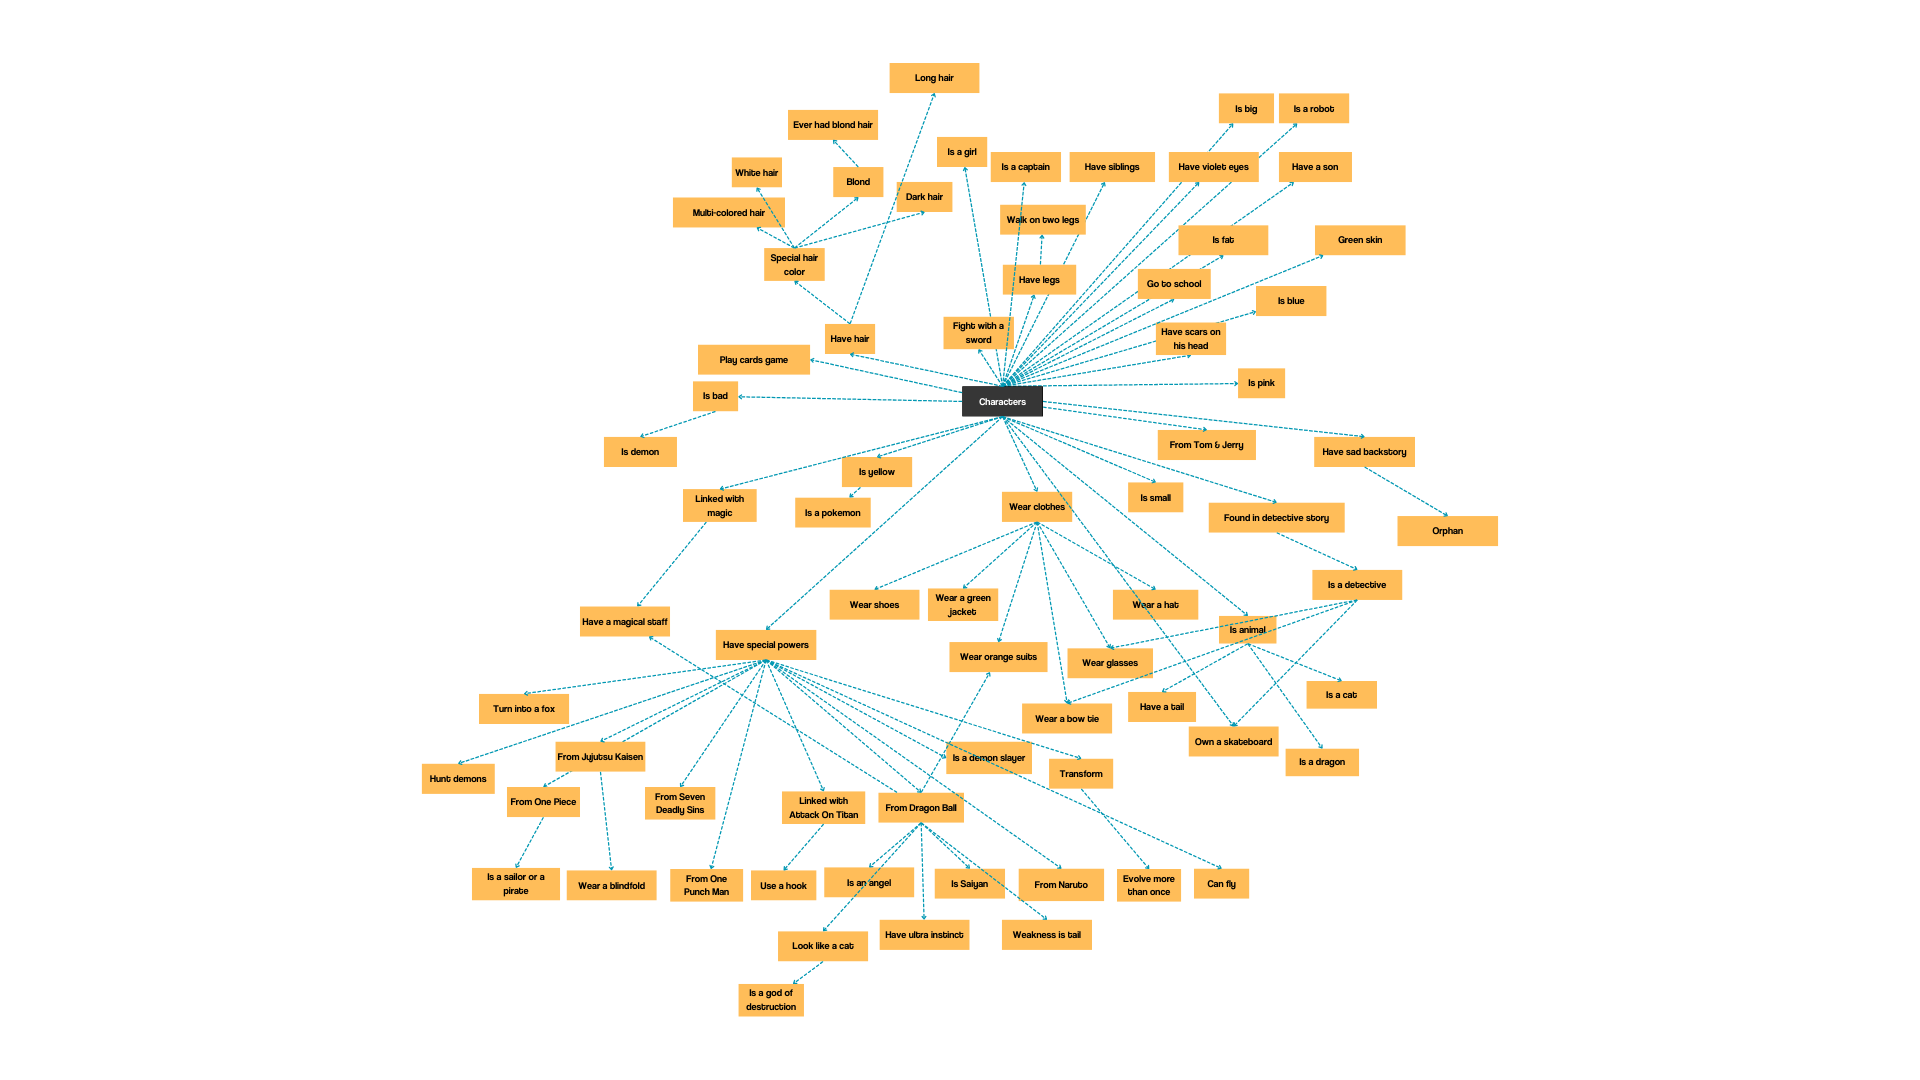 Long hair
Is big
Is a robot
Ever had blond hair
Is a girl
Is a captain
Have siblings
Have violet eyes
Have a son
White hair
Blond
Dark hair
Multi-colored hair
Walk on two legs
Is fat
Green skin
Special hair
color
Have legs
Go to school
Is blue
Have hair
Fight with a
sword
Have scars on
his head
Play cards game
Is pink
Is bad
Characters
Is demon
From Tom & Jerry
Have sad backstory
Is yellow
Linked with
magic
Is a pokemon
Wear clothes
Is small
Found in detective story
Orphan
Is a detective
Wear shoes
Wear a green
jacket
Wear a hat
Have a magical staff
Is animal
Have special powers
Wear orange suits
Wear glasses
Is a cat
Turn into a fox
Have a tail
Wear a bow tie
Own a skateboard
From Jyjutsu Kaisen
Is a demon slayer
Is a dragon
Hunt demons
Transform
From One Piece
From Seven
Deadly Sins
Linked with
Attack On Titan
From Dragon Ball
Is a sailor or a
pirate
Wear a blindfold
From One
Punch Man
Use a hook
Is an angel
Is Saiyan
From Naruto
Evolve more
than once
Can fly
Look like a cat
Have ultra instinct
Weakness is tail
Is a god of
destruction